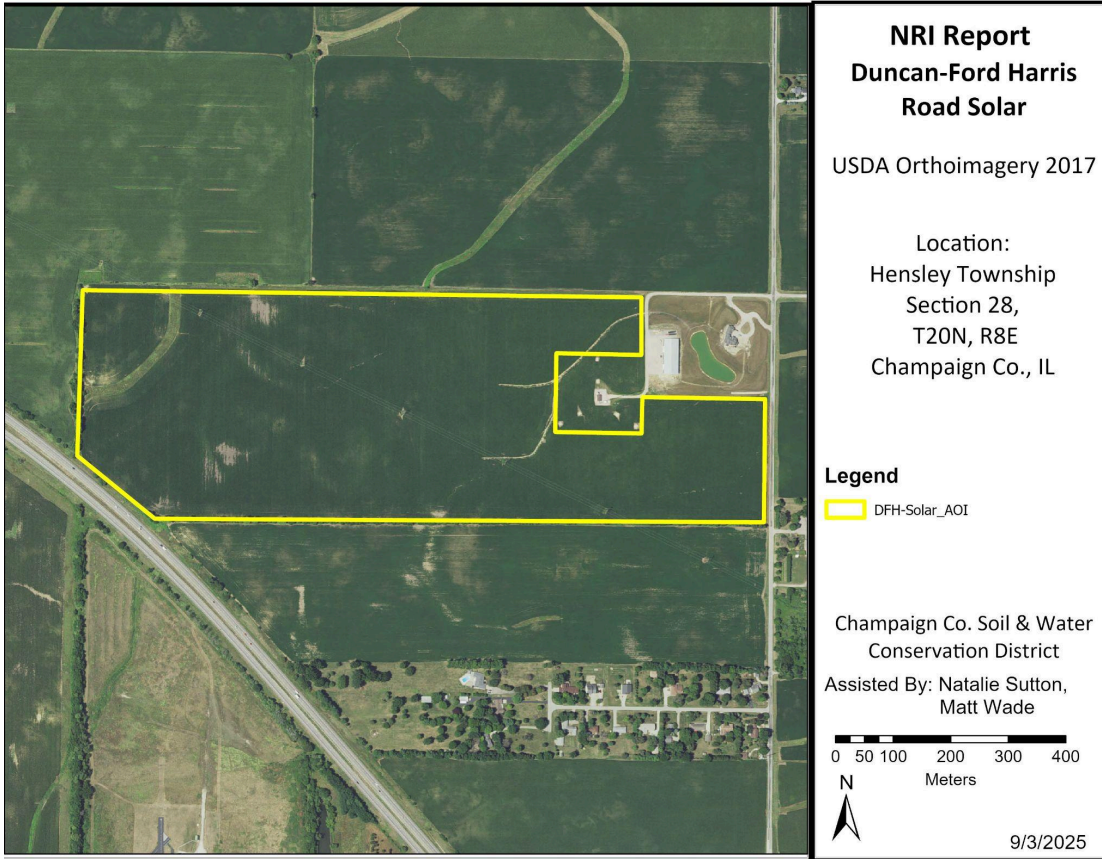 NRI Report
Duncan-Ford Harris
Road Solar
USDA Orthoimagery 2017
Location:
Hensley Township
Section 28,
T20N, R8E
Champaign Co., IL
Legend
DFH-Solar_AOI
Champaign Co. Soil & Water
Conservation District
Assisted By: Natalie Sutton,
Matt Wade
0 50 100 200 300 400
Meters
N
9/3/2025